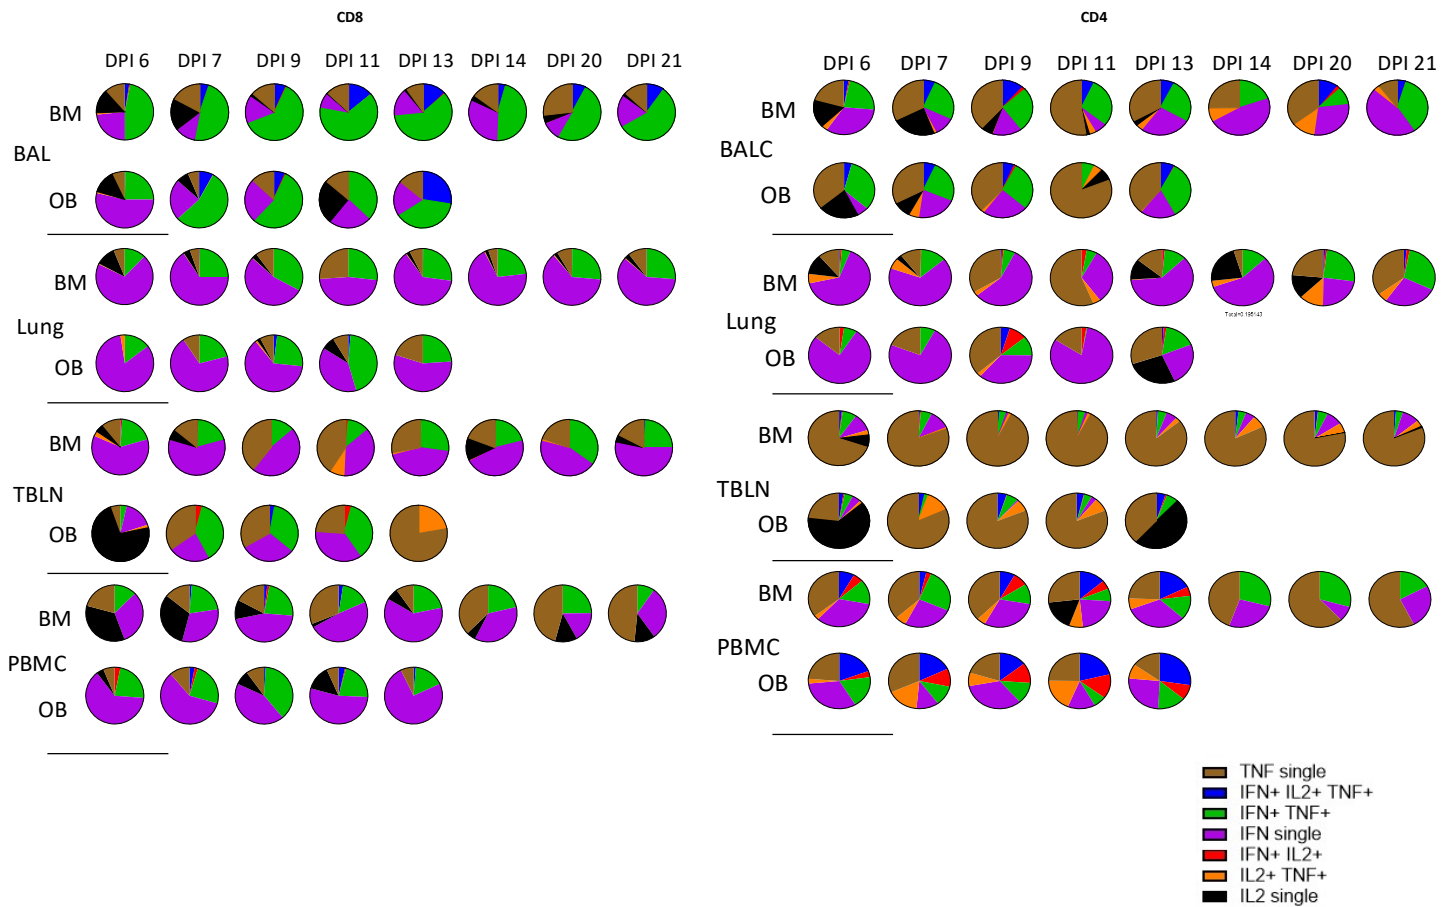 CD8
DPI 6 DPI 7 DPI 9 DPI 11 DPI 13 DPI 14 DPI 20 DPI 21
BM
BAL
OB
BM
Lung
OB
BM
TBLN
OB
BM
PBMC
OB
CD4
DPI 6 DPI 7 DPI 9 DPI 11 DPI 13 DPI 14 DPI 20 DPI 21
BM
BALC
OB
BM
Total=0.195143
Lung
OB
BM
TBLN
OB
BM
PBMC
OB
TNF single
IFN+ IL2+ TNF+
IFN+ TNF+
IFN single
IFN+ IL2+
IL2+ TNF+
IL2 single